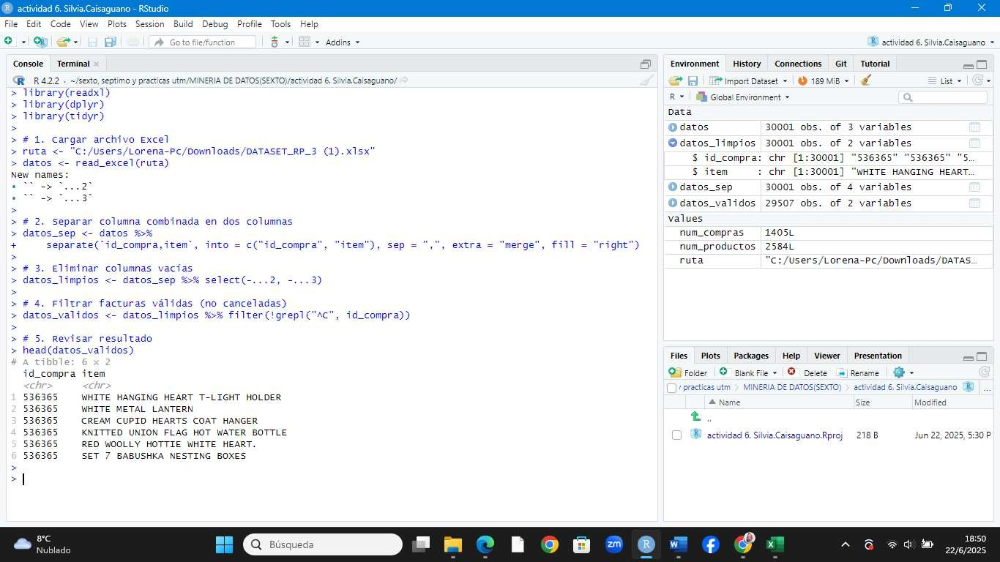 actividad 6. Silvia.Caisaguano - RStudio
File Edit Code View Plots Session Build Debug Profile Tools Help
Go to file/function Addins actividad 6. Silvia.Caisaguano
Console Terminal
R 4.2.2 · ~/sexto, septimo y practicas utm/MINERIA DE DATOS(SEXTO)/actividad 6. Silvia.Caisaguano/
> library(readxl)
> library(dplyr)
> library(tidyr)
>
> # 1. Cargar archivo Excel
> ruta <- "C:/Users/Lorena-Pc/Downloads/DATASET_RP_3 (1).xlsx"
> datos <- read_excel(ruta)
New names:
• `` -> `...2`
• `` -> `...3`
>
> # 2. Separar columna combinada en dos columnas
> datos_sep <- datos %>%
+     separate(`id_compra,item`, into = c("id_compra", "item"), sep = ",", extra = "merge", fill = "right")
>
> # 3. Eliminar columnas vacías
> datos_limpios <- datos_sep %>% select(-...2, -...3)
>
> # 4. Filtrar facturas válidas (no canceladas)
> datos_validos <- datos_limpios %>% filter(!grepl("^C", id_compra))
>
> # 5. Revisar resultado
> head(datos_validos)
# A tibble: 6 × 2
id_compra item
<chr> <chr>
1 536365 WHITE HANGING HEART T-LIGHT HOLDER
2 536365 WHITE METAL LANTERN
3 536365 CREAM CUPID HEARTS COAT HANGER
4 536365 KNITTED UNION FLAG HOT WATER BOTTLE
5 536365 RED WOOLLY HOTTIE WHITE HEART.
6 536365 SET 7 BABUSHKA NESTING BOXES
>
>
Environment History Connections Git Tutorial
Import Dataset 189 MiB List
R Global Environment
Data
datos 30001 obs. of 3 variables
datos_limpios 30001 obs. of 2 variables
$ id_compra: chr [1:30001] "536365" "536365" "5…
$ item : chr [1:30001] "WHITE HANGING HEART…
datos_sep 30001 obs. of 4 variables
datos_validos 29507 obs. of 2 variables
Values
num_compras 1405L
num_productos 2584L
ruta "C:/Users/Lorena-Pc/Downloads/DATAS…
Files Plots Packages Help Viewer Presentation
Folder Blank File Delete Rename
practicas utm MINERIA DE DATOS(SEXTO) actividad 6. Silvia.Caisaguano ...
Name Size Modified
..
actividad 6. Silvia.Caisaguano.Rproj 218 B Jun 22, 2025, 5:30 P
8°C
Nublado
Búsqueda
zm
18:50
22/6/2025